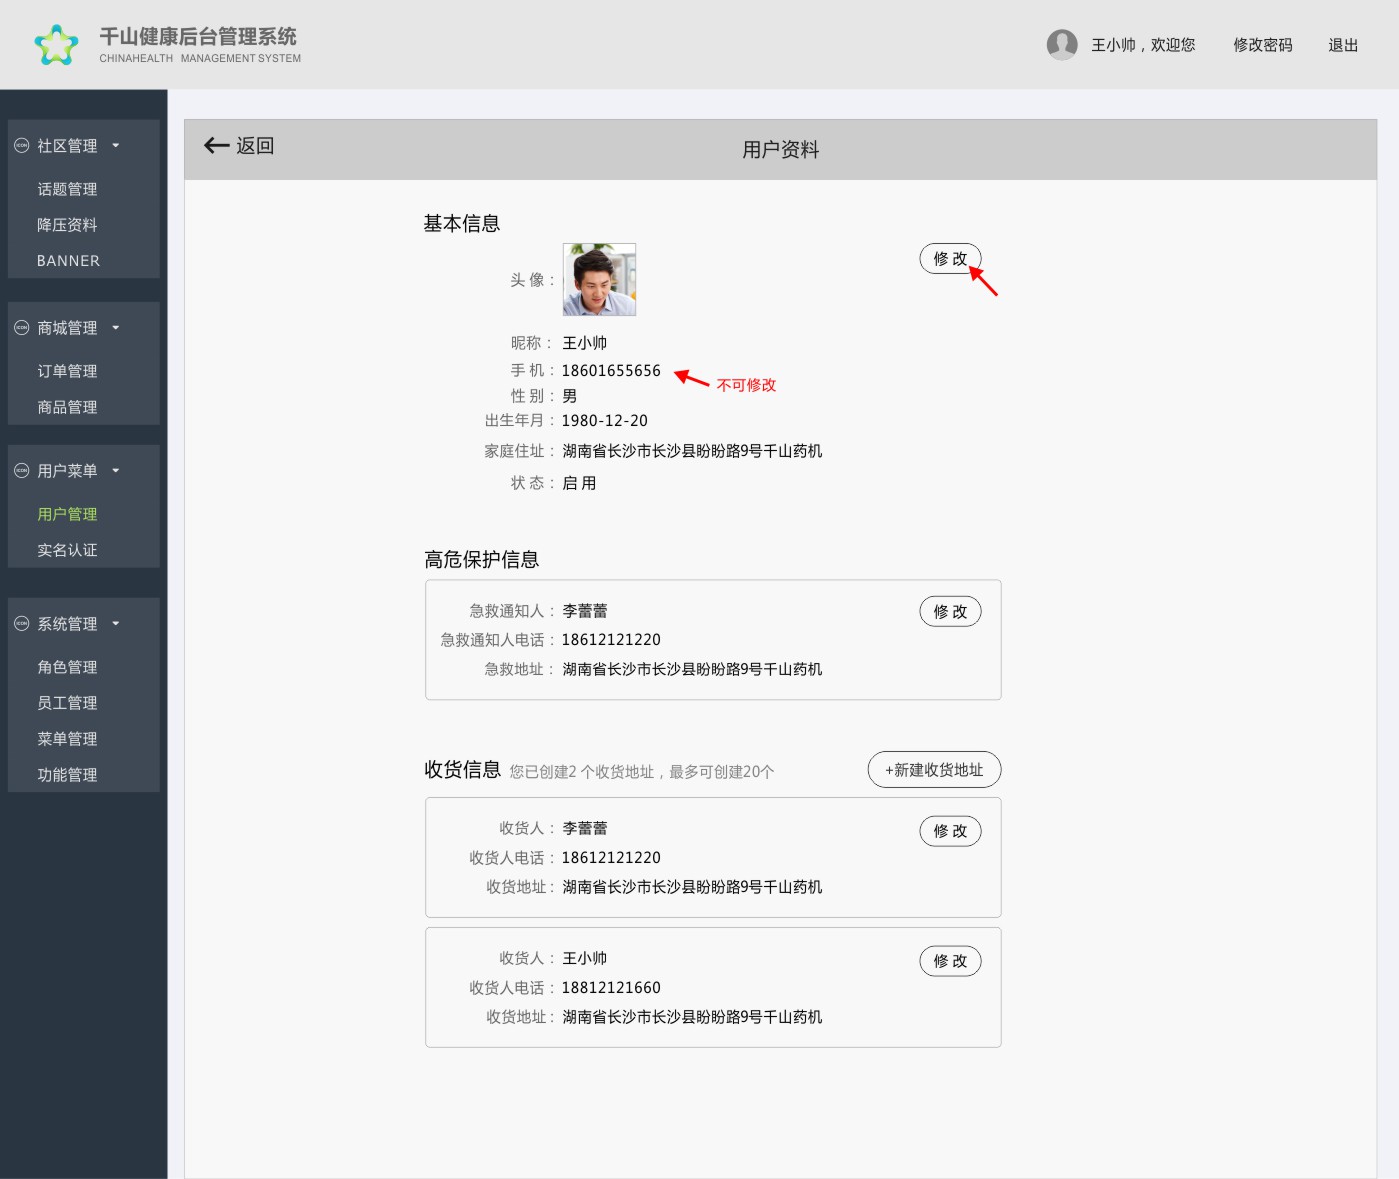 千山健康后台管理系统
CHINAHEALTH MANAGEMENT SYSTEM
王小帅，欢迎您 修改密码 退出
社区管理
话题管理
降压资料
BANNER
商城管理
订单管理
商品管理
用户菜单
用户管理
实名认证
系统管理
角色管理
员工管理
菜单管理
功能管理
返回
用户资料
基本信息
头 像：
修 改
昵称： 王小帅
手 机：18601655656
不可修改
性 别：男
出生年月：1980-12-20
家庭住址：湖南省长沙市长沙县盼盼路9号千山药机
状 态：启 用
高危保护信息
急救通知人：李蕾蕾
修 改
急救通知人电话：18612121220
急救地址：湖南省长沙市长沙县盼盼路9号千山药机
收货信息 您已创建2 个收货地址，最多可创建20个
+新建收货地址
收货人：李蕾蕾
修 改
收货人电话：18612121220
收货地址：湖南省长沙市长沙县盼盼路9号千山药机
收货人：王小帅
修 改
收货人电话：18812121660
收货地址：湖南省长沙市长沙县盼盼路9号千山药机